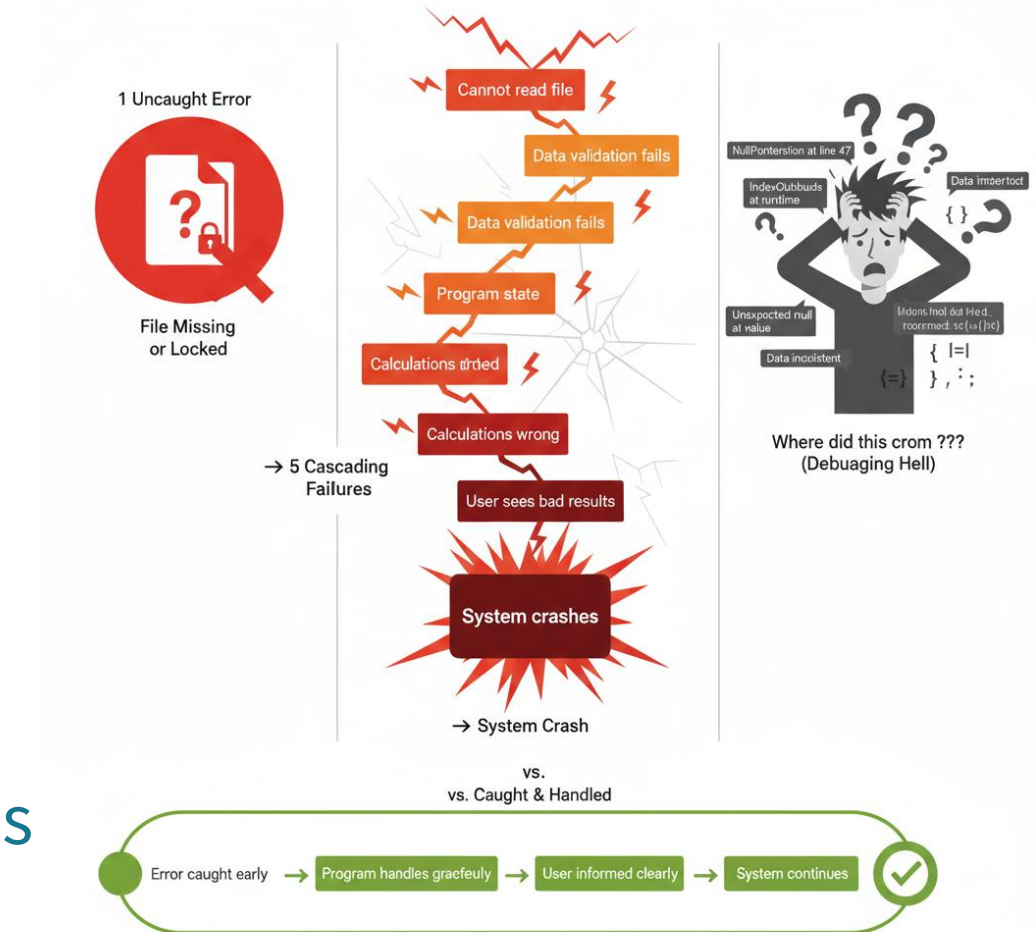 1 Uncaught Error
File Missing
or Locked
→ 5 Cascading
Failures
Cannot read file
Data validation fails
Data validation fails
Program state
Calculations
Calculations wrong
User sees bad results
System crashes
→ System Crash
NullPonterstion at line 47
IndexOubbuds
at runtime
Data
{ }
Unsxpocted null
at value
Data incoistent
{ |=|
{=} } , : ;
Where did this crom ???
(Debuaging Hell)
vs.
vs. Caught & Handled
S
Error caught early → Program handles graefeuly → User informed clearly → System continues